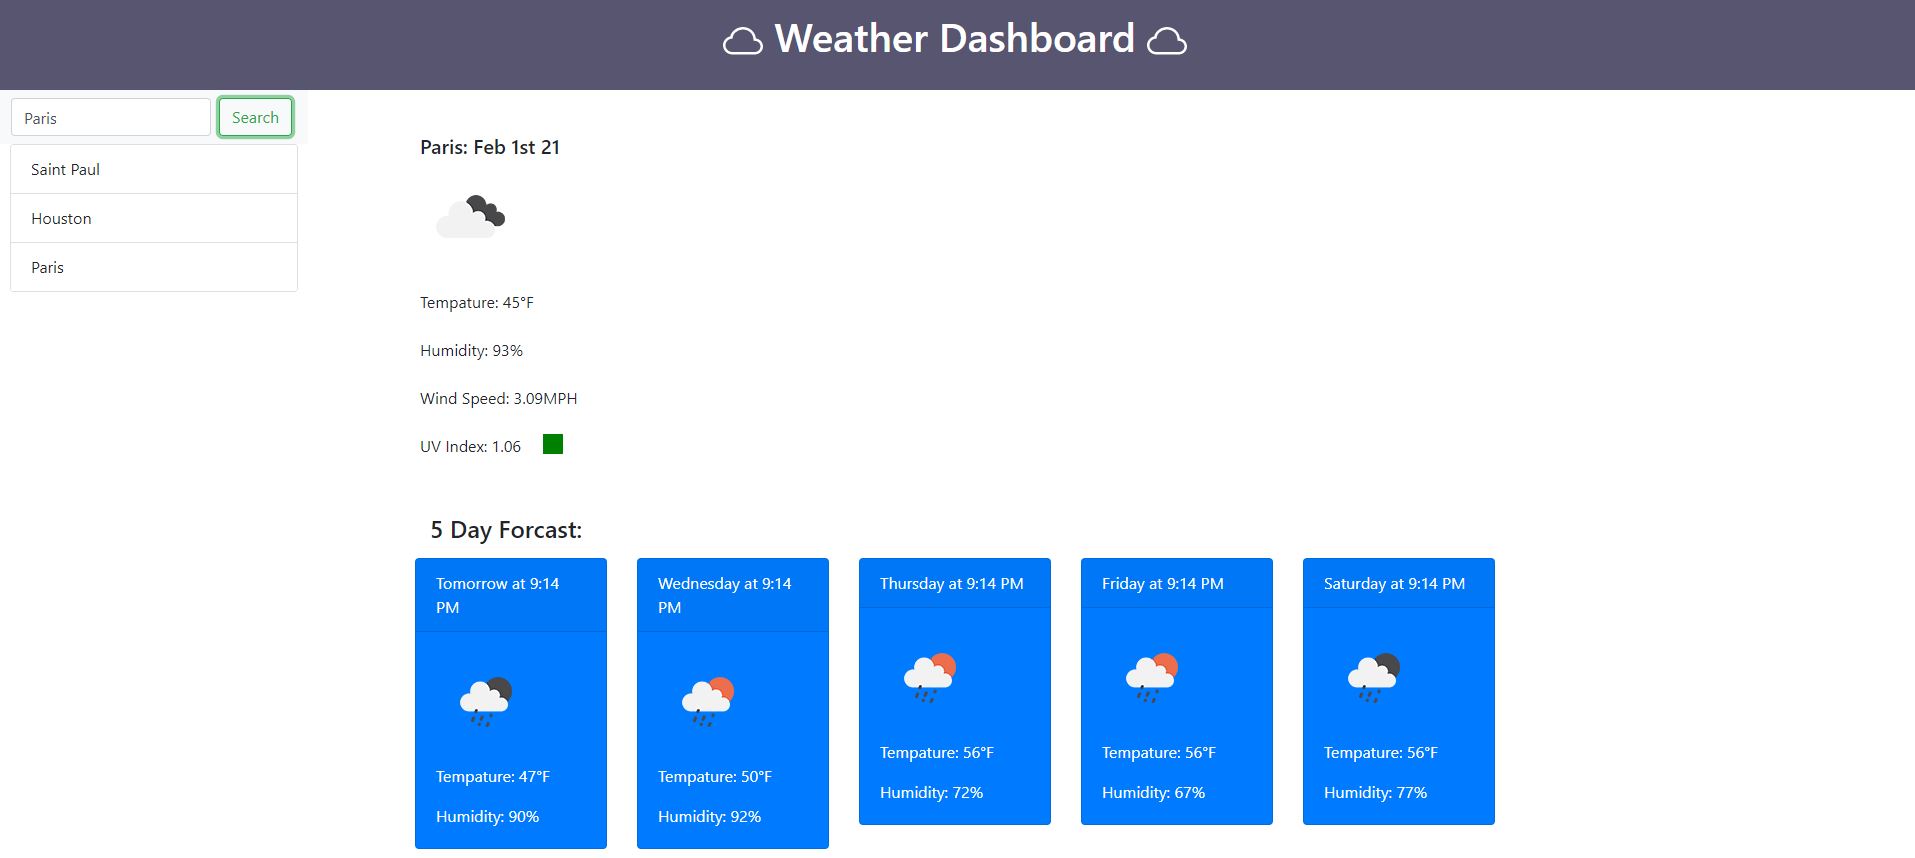 Weather Dashboard
Paris
Search
Saint Paul
Houston
Paris
Paris: Feb 1st 21
Tempature: 45°F
Humidity: 93%
Wind Speed: 3.09MPH
UV Index: 1.06
5 Day Forcast:
Tomorrow at 9:14
PM
Tempature: 47°F
Humidity: 90%
Wednesday at 9:14
PM
Tempature: 50°F
Humidity: 92%
Thursday at 9:14 PM
Tempature: 56°F
Humidity: 72%
Friday at 9:14 PM
Tempature: 56°F
Humidity: 67%
Saturday at 9:14 PM
Tempature: 56°F
Humidity: 77%